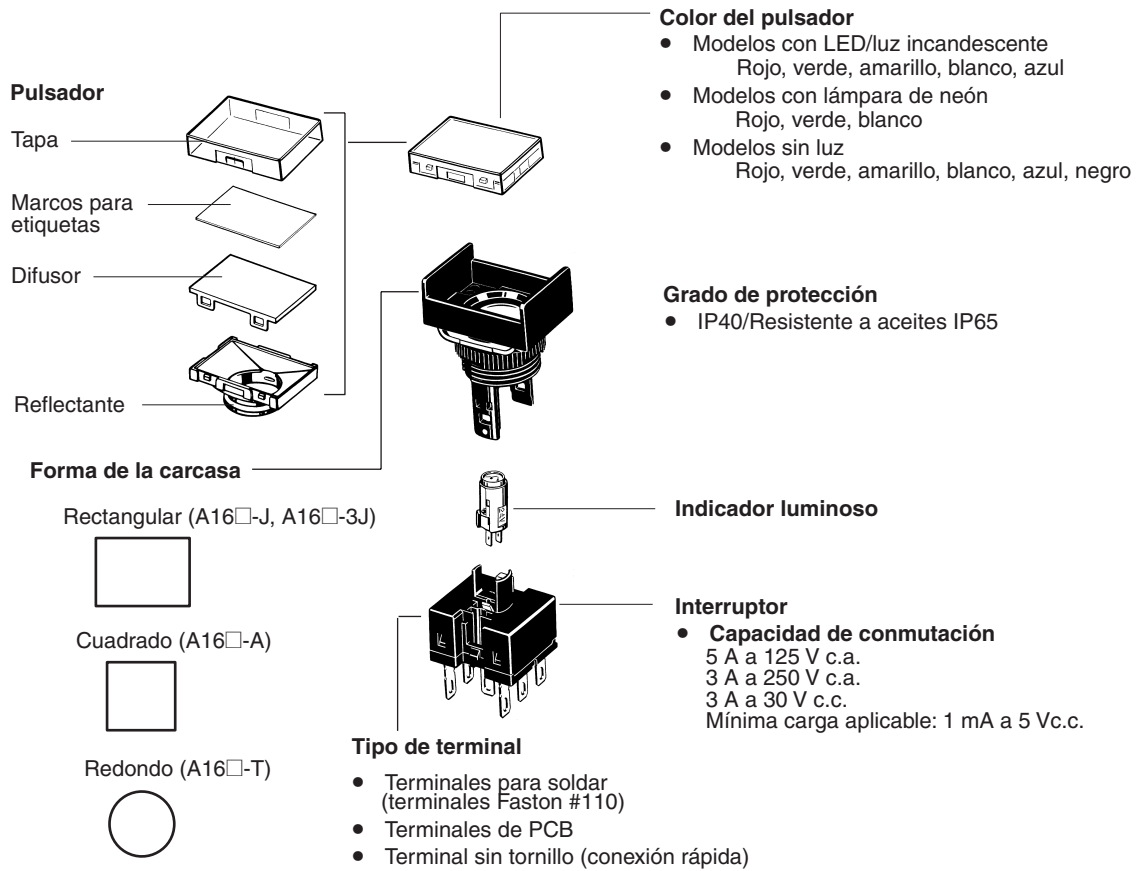 Color del pulsador
● Modelos con LED/luz incandescente
Rojo, verde, amarillo, blanco, azul
● Modelos con lámpara de neón
Rojo, verde, blanco
● Modelos sin luz
Rojo, verde, amarillo, blanco, azul, negro
Pulsador
Tapa
Marcos para
etiquetas
Difusor
Reflectante
Grado de protección
● IP40/Resistente a aceites IP65
Forma de la carcasa
Rectangular (A16□-J, A16□-3J)
Cuadrado (A16□-A)
Redondo (A16□-T)
Indicador luminoso
24V
Interruptor
● Capacidad de conmutación
5 A a 125 V c.a.
3 A a 250 V c.a.
3 A a 30 V c.c.
Mínima carga aplicable: 1 mA a 5 Vc.c.
Tipo de terminal
● Terminales para soldar
(terminales Faston #110)
● Terminales de PCB
● Terminal sin tornillo (conexión rápida)